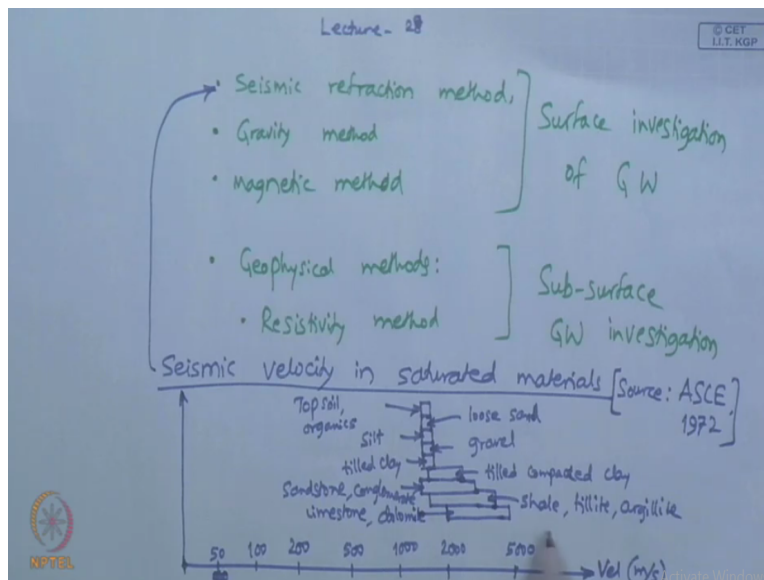 Lecture - 28
© CET
I.I.T. KGP
• Seismic refraction method,
• Gravity method
• Magnetic method
Surface investigation
of GW
• Geophysical methods:
• Resistivity method
Sub-surface
GW investigation
Seismic velocity in saturated materials [Source: ASCE,
1972]
Topsoil,
organics
loose sand
silt
gravel
tilled clay
tilled compacted clay
Sandstone, conglomerate
shale, tillite, argillite
limestone, dolomite
50 100 200 500 1000 2000 5000
Vel (m/s)
NPTEL